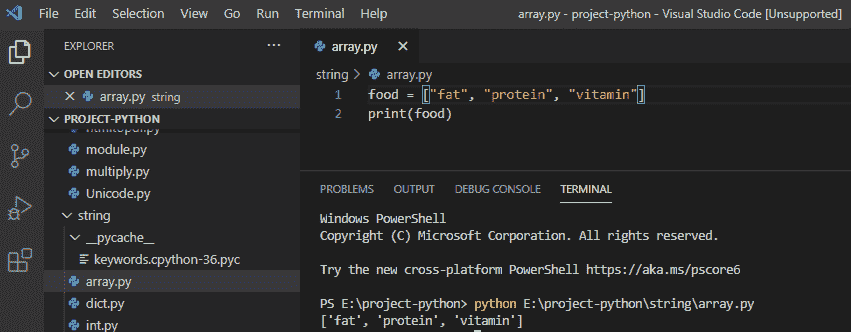 File Edit Selection View Go Run Terminal Help array.py - project-python - Visual Studio Code [Unsupported]
EXPLORER
OPEN EDITORS
array.py string
PROJECT-PYTHON
htmltopdf.py
module.py
multiply.py
Unicode.py
string
__pycache__
keywords.cpython-36.pyc
array.py
dict.py
int.py
array.py
string > array.py
1 food = ["fat", "protein", "vitamin"]
2 print(food)
PROBLEMS OUTPUT DEBUG CONSOLE TERMINAL
Windows PowerShell
Copyright (C) Microsoft Corporation. All rights reserved.
Try the new cross-platform PowerShell https://aka.ms/pscore6
PS E:\project-python> python E:\project-python\string\array.py
['fat', 'protein', 'vitamin']